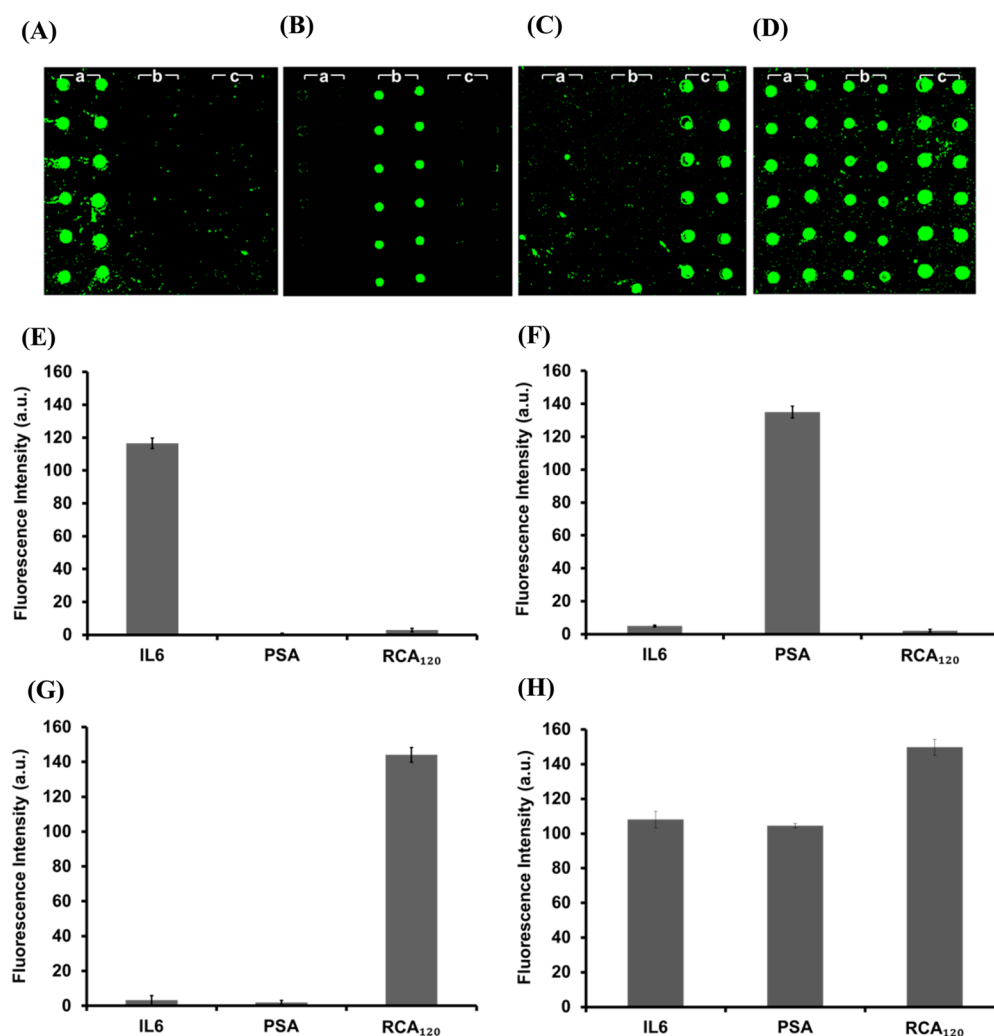 (A)
(B)
(C)
(D)
a b c
a b c
a b c
a b c
(E)
Fluorescence Intensity (a.u.)
160
140
120
100
80
60
40
20
0
IL6 PSA RCA₁₂₀
(F)
Fluorescence Intensity (a.u.)
160
140
120
100
80
60
40
20
0
IL6 PSA RCA₁₂₀
(G)
Fluorescence Intensity (a.u.)
160
140
120
100
80
60
40
20
0
IL6 PSA RCA₁₂₀
(H)
Fluorescence Intensity (a.u.)
160
140
120
100
80
60
40
20
0
IL6 PSA RCA₁₂₀